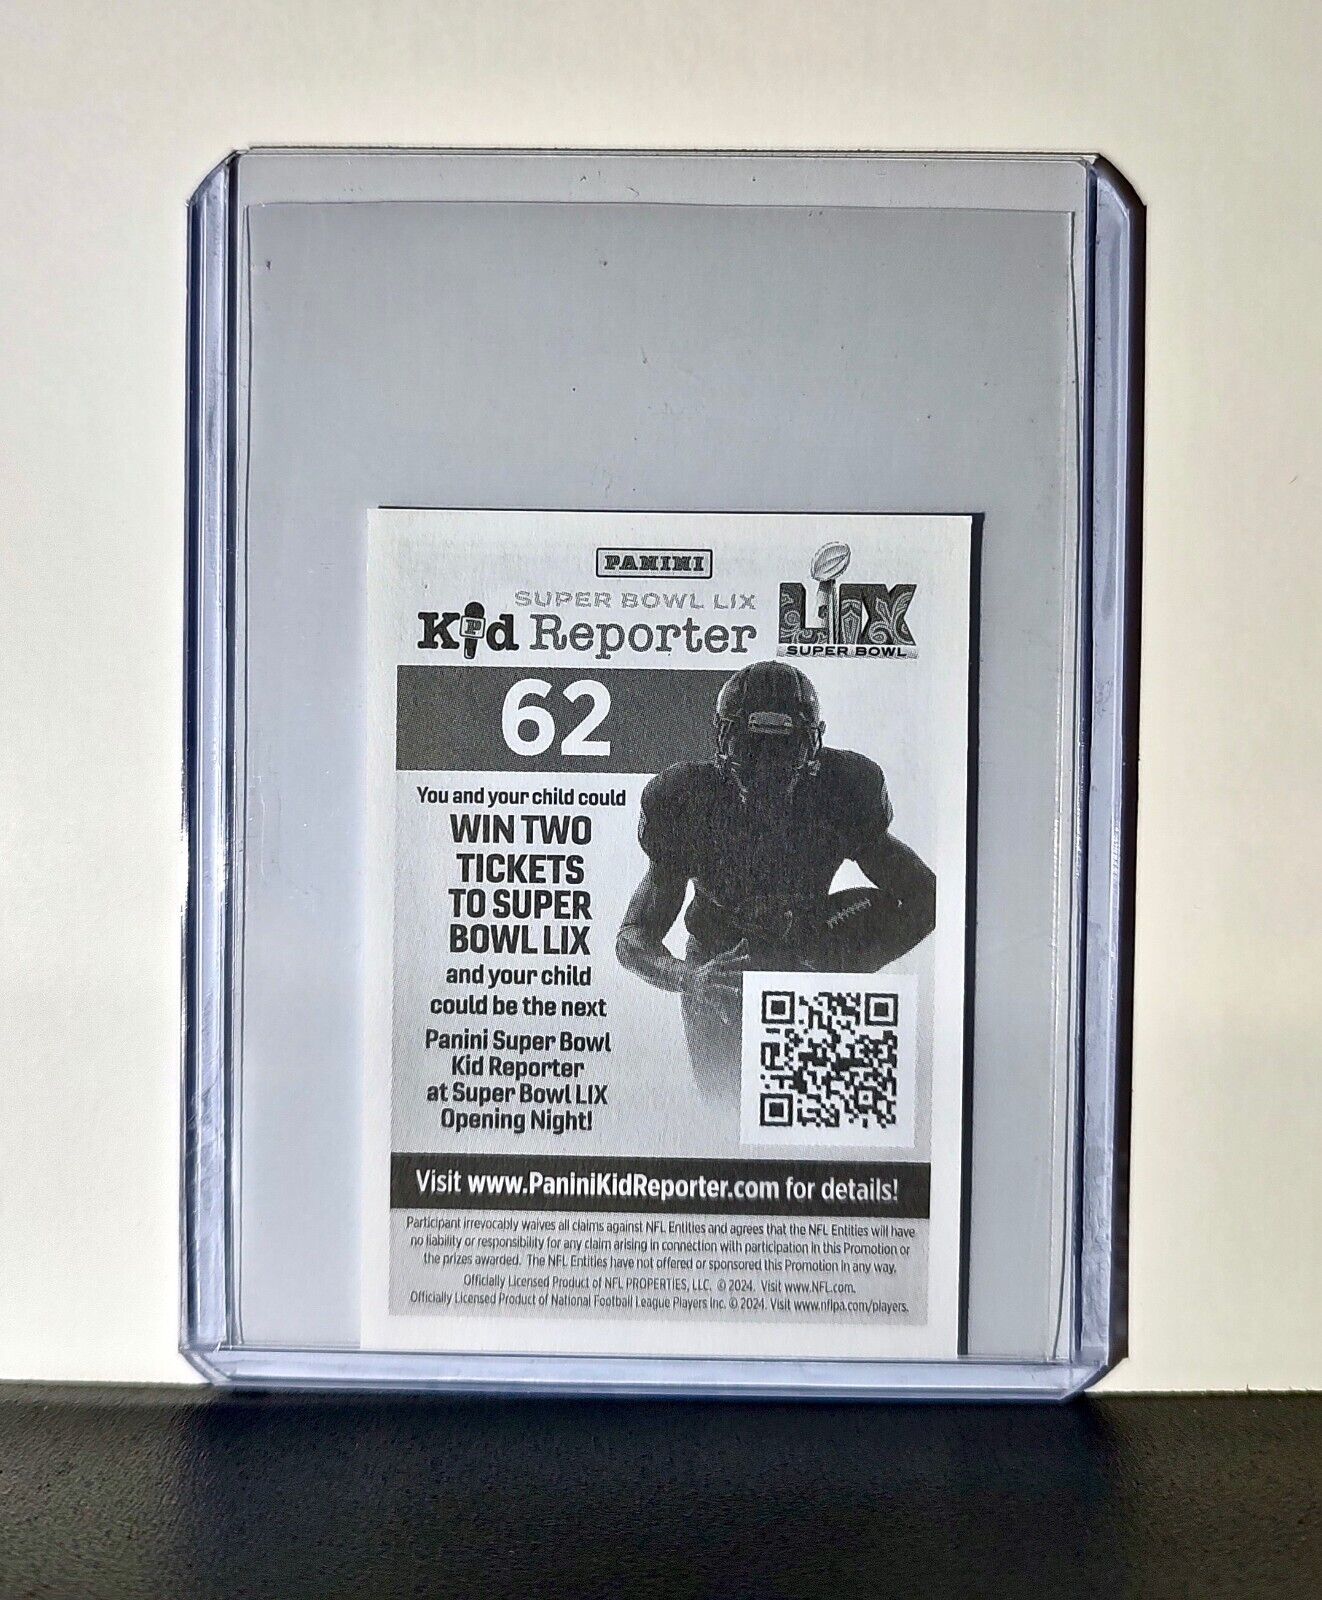 PANINI
SUPER BOWL LIX
Kid Reporter
P
LIX
SUPER BOWL
62
You and your child could
WIN TWO
TICKETS
TO SUPER
BOWL LIX
and your child
could be the next
Panini Super Bowl
Kid Reporter
at Super Bowl LIX
Opening Night!
Visit www.PaniniKidReporter.com for details!
Participant irrevocably waives all claims against NFL Entities and agrees that the NFL Entities will have
no liability or responsibility for any claim arising in connection with participation in this Promotion or
the prizes awarded. The NFL Entities have not offered or sponsored this Promotion in any way.
Officially Licensed Product of NFL PROPERTIES, LLC. © 2024. Visit www.NFL.com.
Officially Licensed Product of National Football League Players Inc. © 2024. Visit www.nflpa.com/players.